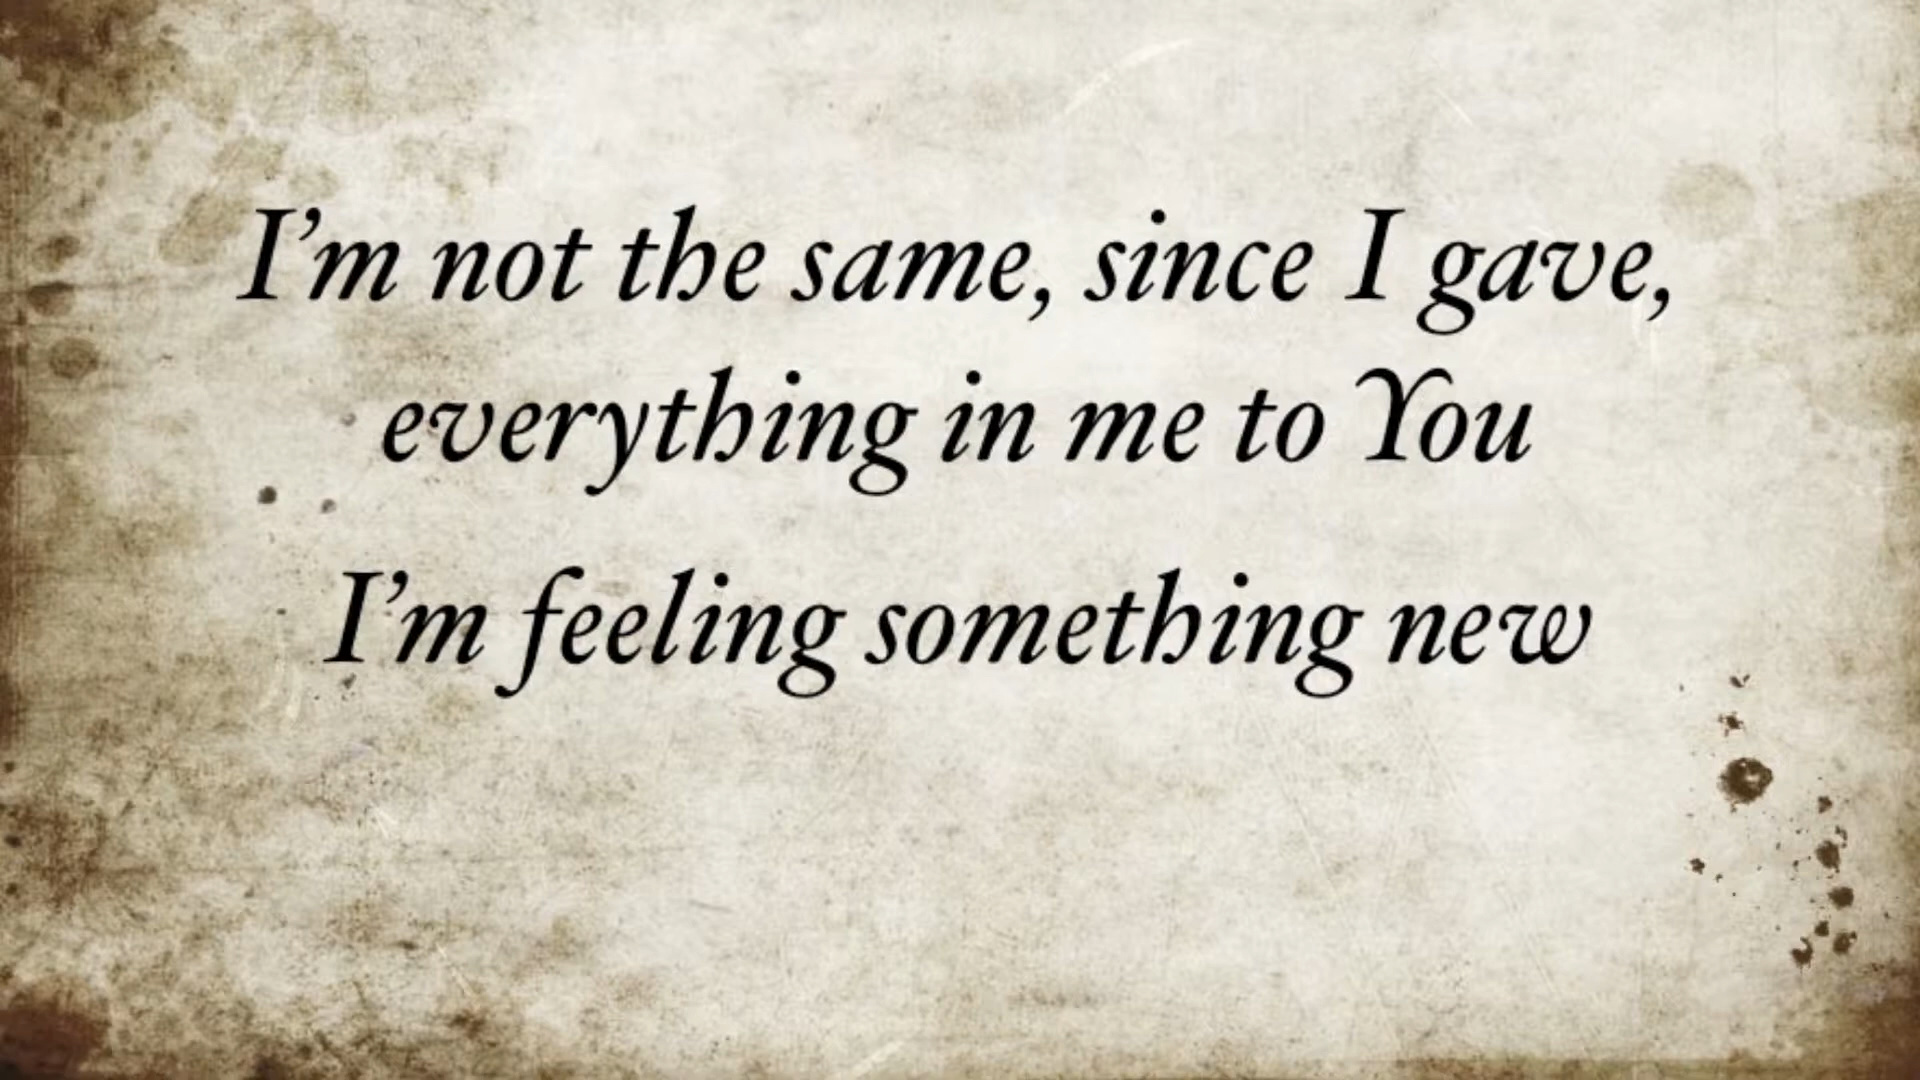 I’m not the same, since I gave,
everything in me to You
I’m feeling something new